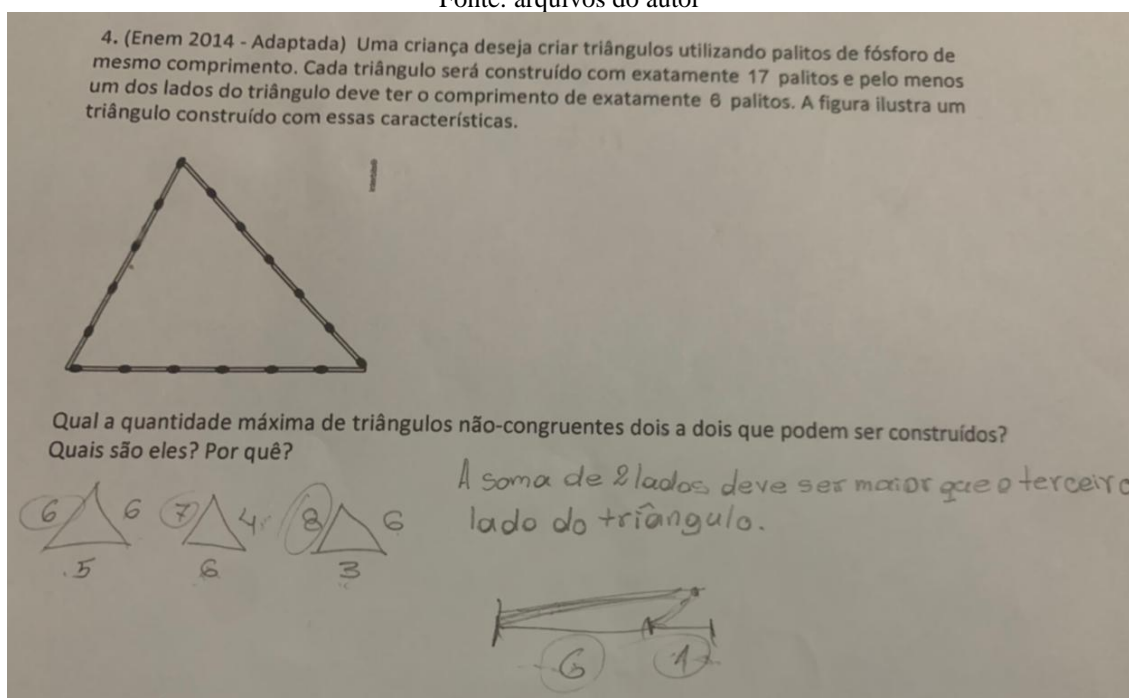 Fonte: arquivos do autor
4. (Enem 2014 - Adaptada) Uma criança deseja criar triângulos utilizando palitos de fósforo de
mesmo comprimento. Cada triângulo será construído com exatamente 17 palitos e pelo menos
um dos lados do triângulo deve ter o comprimento de exatamente 6 palitos. A figura ilustra um
triângulo construído com essas características.
Qual a quantidade máxima de triângulos não-congruentes dois a dois que podem ser construídos?
Quais são eles? Por quê?
A soma de 2 lados deve ser maior que o terceiro
lado do triângulo.
6 6 7 4 8 6
5 6 3
6 1